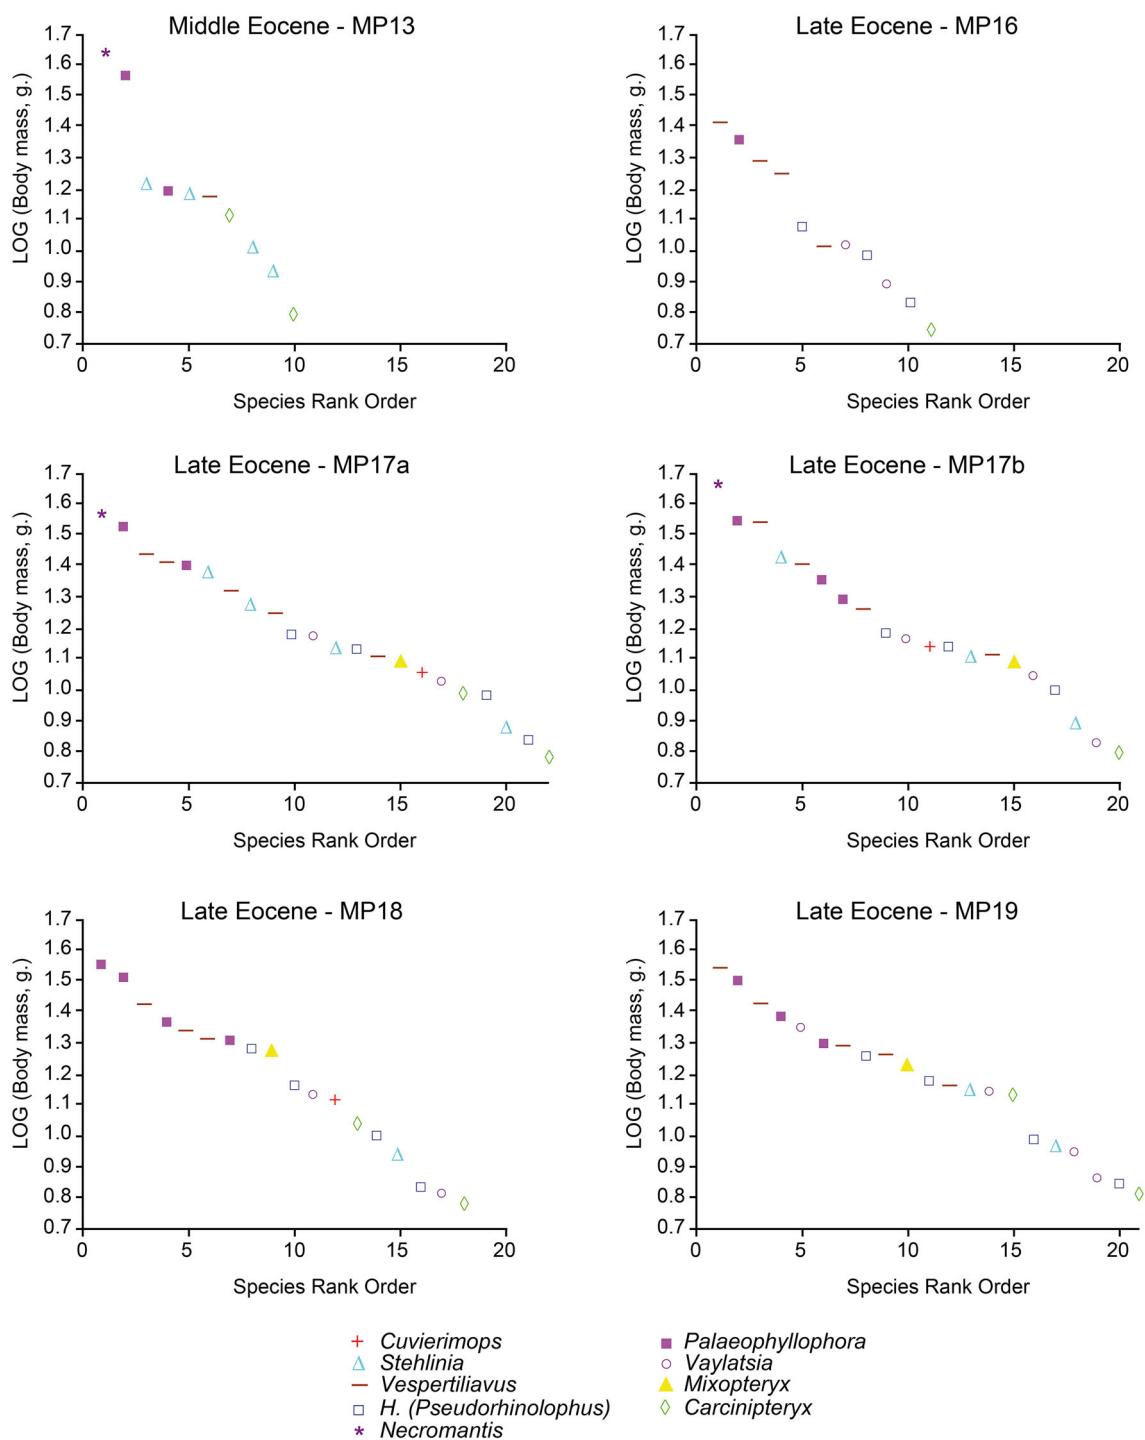 Middle Eocene - MP13
LOG (Body mass, g.)
1.7
1.6
1.5
1.4
1.3
1.2
1.1
1.0
0.9
0.8
0.7
0 5 10 15 20
Species Rank Order
Late Eocene - MP16
LOG (Body mass, g.)
1.7
1.6
1.5
1.4
1.3
1.2
1.1
1.0
0.9
0.8
0.7
0 5 10 15 20
Species Rank Order
Late Eocene - MP17a
LOG (Body mass, g.)
1.7
1.6
1.5
1.4
1.3
1.2
1.1
1.0
0.9
0.8
0.7
0 5 10 15 20
Species Rank Order
Late Eocene - MP17b
LOG (Body mass, g.)
1.7
1.6
1.5
1.4
1.3
1.2
1.1
1.0
0.9
0.8
0.7
0 5 10 15 20
Species Rank Order
Late Eocene - MP18
LOG (Body mass, g.)
1.7
1.6
1.5
1.4
1.3
1.2
1.1
1.0
0.9
0.8
0.7
0 5 10 15 20
Species Rank Order
Late Eocene - MP19
LOG (Body mass, g.)
1.7
1.6
1.5
1.4
1.3
1.2
1.1
1.0
0.9
0.8
0.7
0 5 10 15 20
Species Rank Order
Cuvierimops
Stehlinia
Vespertiliavus
H. (Pseudorhinolophus)
Necromantis
Palaeophyllophora
Vaylatsia
Mixopteryx
Carcinipteryx